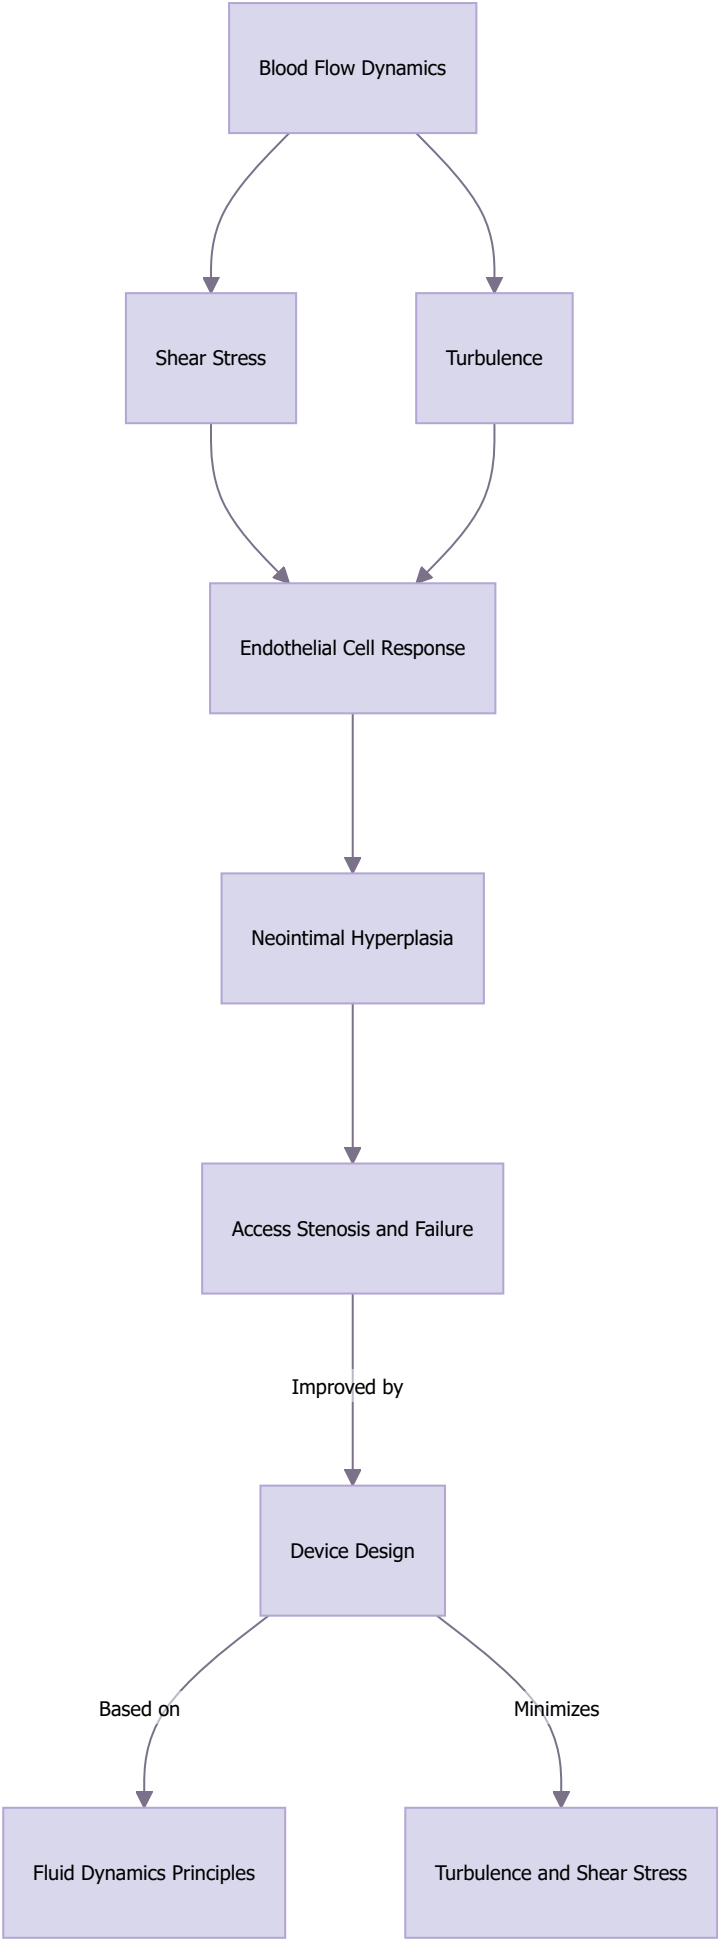 Blood Flow Dynamics
Shear Stress
Turbulence
Endothelial Cell Response
Neointimal Hyperplasia
Access Stenosis and Failure
Improved by
Device Design
Based on
Minimizes
Fluid Dynamics Principles
Turbulence and Shear Stress